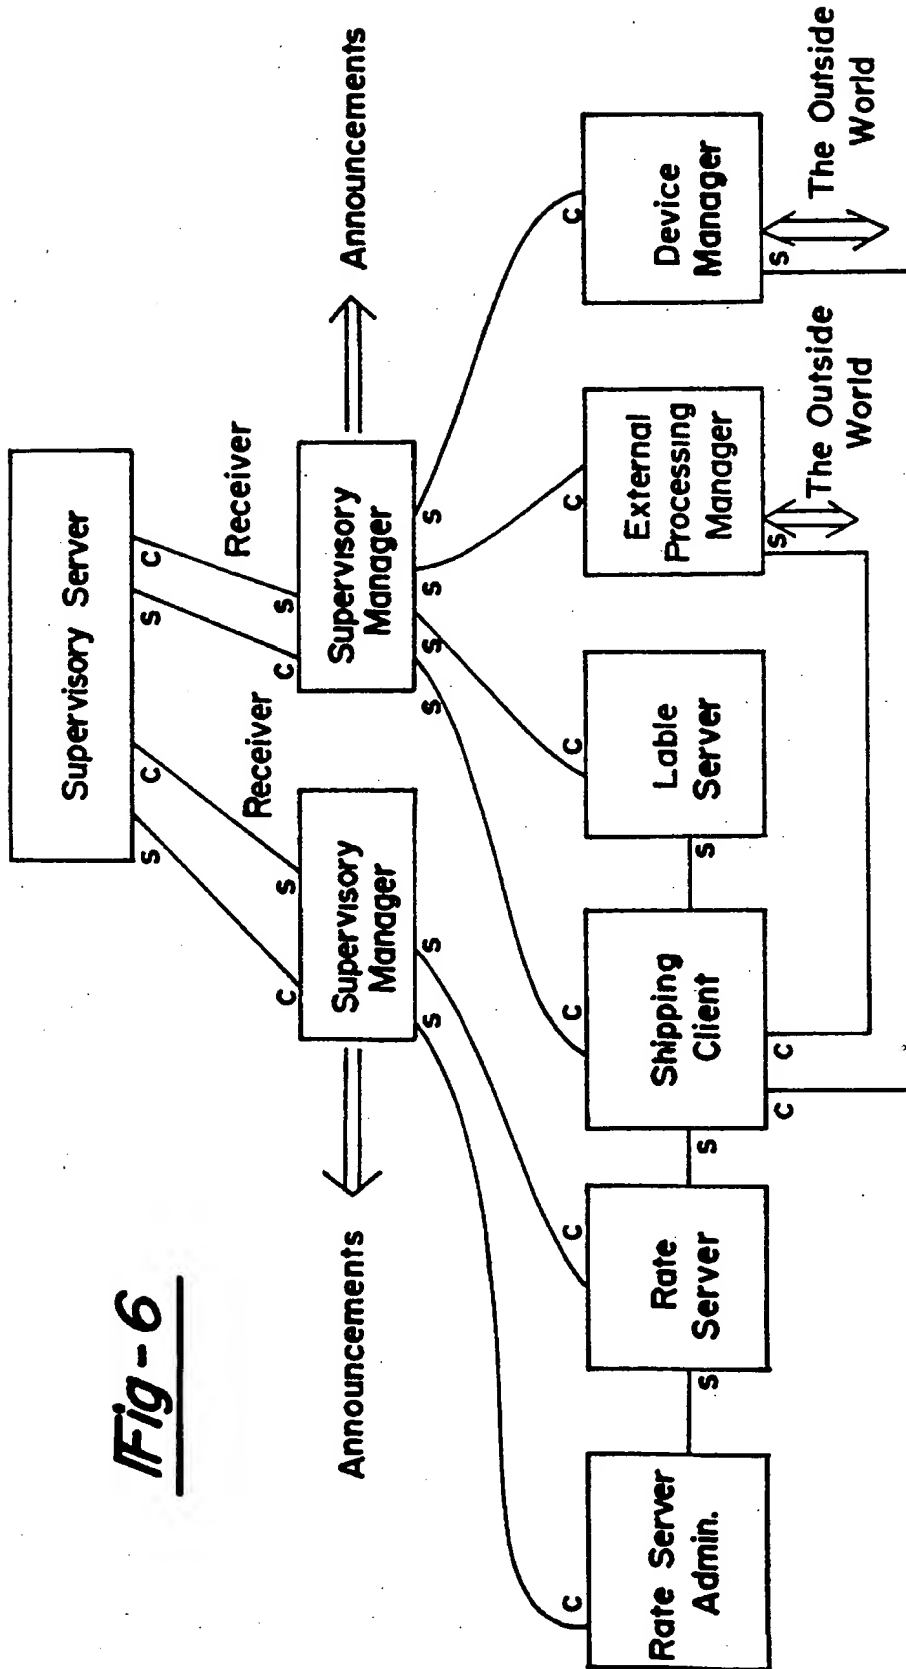 Fig-6
Supervisory Server
S
C
S
C
Receiver
Receiver
C
S
C
S
Announcements
Supervisory
Manager
Supervisory
Manager
Announcements
S
S
S
S
S
S
C
C
C
C
C
C
Rate Server
Admin.
Rate
Server
Shipping
Client
Lable
Server
External
Processing
Manager
Device
Manager
S
S
S
C
C
S
S
The Outside
World
The Outside
World